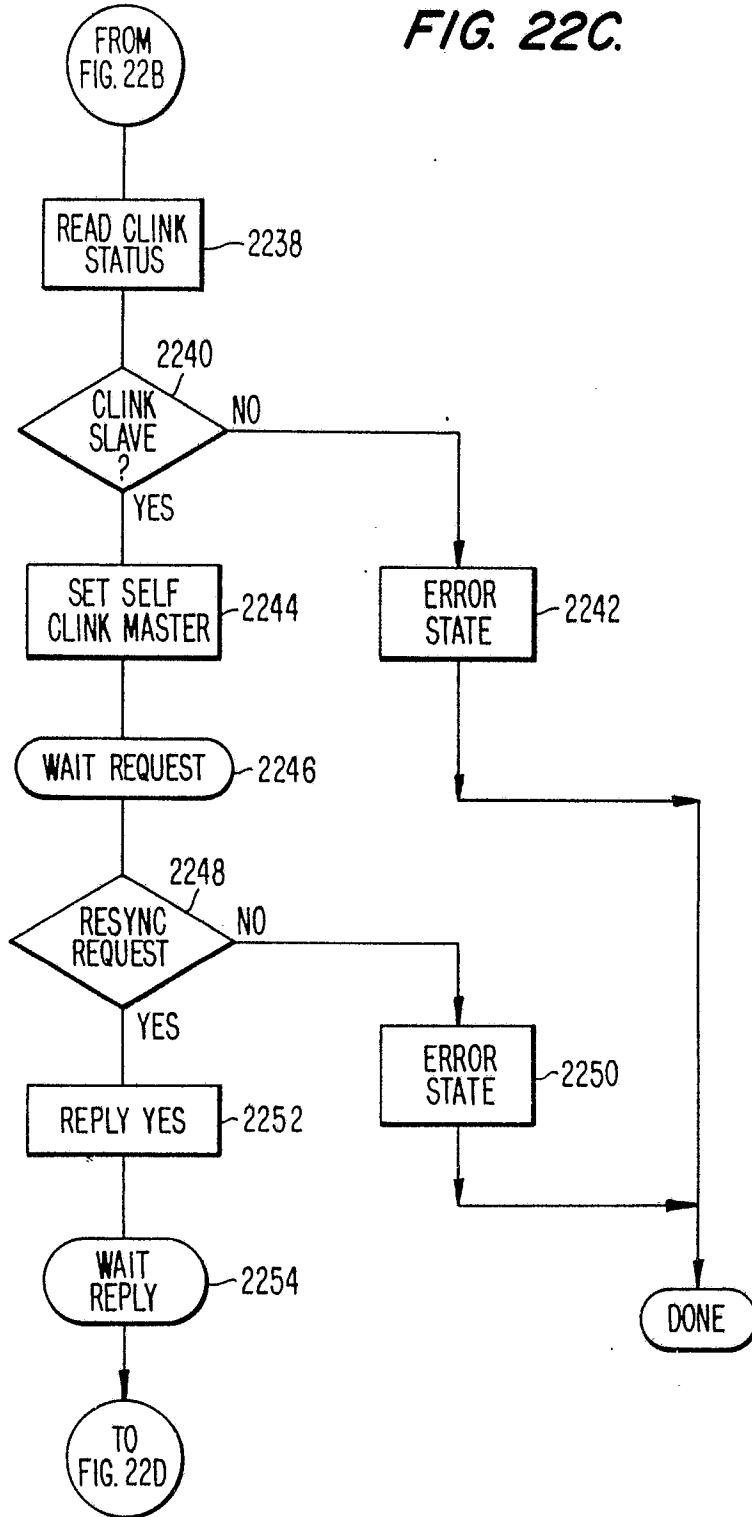 FIG. 22C.
FROM
FIG. 22B
READ CLINK
STATUS
2238
2240
CLINK
SLAVE
?
NO
YES
SET SELF
CLINK MASTER
2244
ERROR
STATE
2242
WAIT REQUEST
2246
2248
RESYNC
REQUEST
NO
YES
ERROR
STATE
2250
REPLY YES
2252
WAIT
REPLY
2254
DONE
TO
FIG. 22D